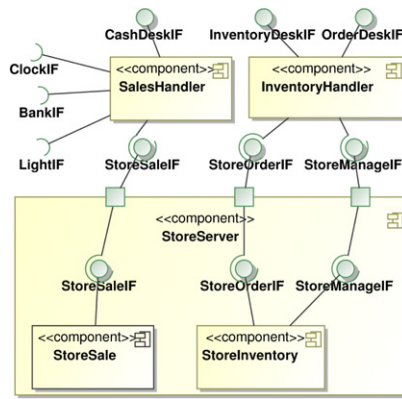 CashDeskIF
InventoryDeskIF
OrderDeskIF
ClockIF
<<component>>
SalesHandler
<<component>>
InventoryHandler
BankIF
LightIF
StoreSaleIF
StoreOrderIF
StoreManageIF
<<component>>
StoreServer
StoreSaleIF
StoreOrderIF
StoreManageIF
<<component>>
StoreSale
<<component>>
StoreInventory